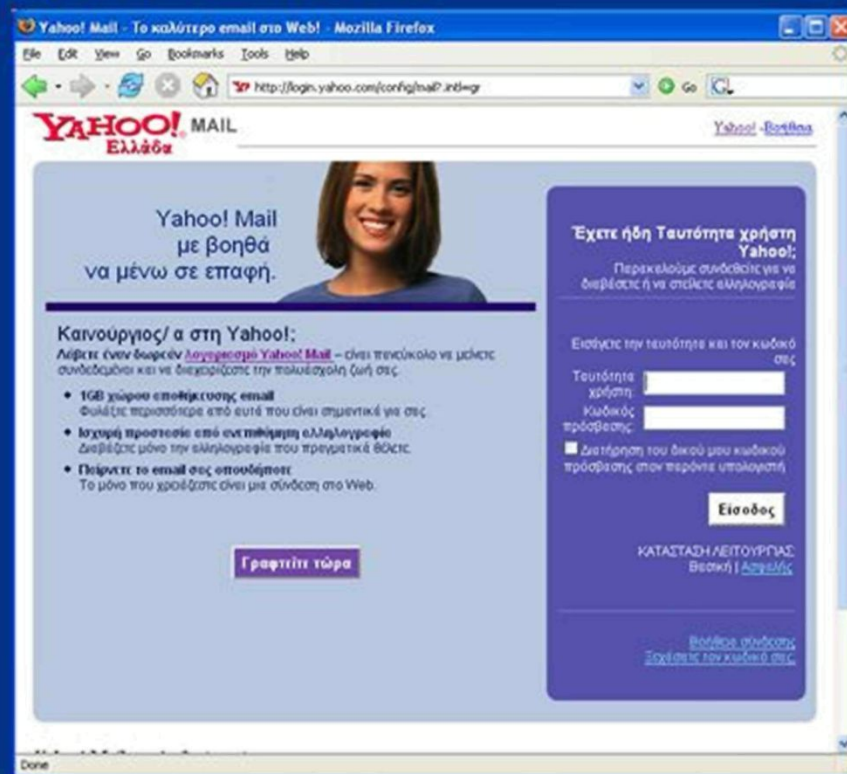 Yahoo! Mail - Το καλύτερο email στο Web! - Mozilla Firefox
File Edit View Go Bookmarks Tools Help
http://login.yahoo.com/config/mail?.intl=gr Go
YAHOO! MAIL
Ελλάδα
Yahoo! - Βοήθεια
Yahoo! Mail
με βοηθά
να μένω σε επαφή.
Καινούργιος/ α στη Yahoo!;
Λάβετε έναν δωρεάν λογαριασμό Yahoo! Mail – είναι πανεύκολο να μείνετε
συνδεδεμένοι και να διαχειρίζεστε την πολυάσχολη ζωή σας.
• 1GB χώρου αποθήκευσης email
Φυλάξτε περισσότερα από αυτά που είναι σημαντικά για σας.
• Ισχυρή προστασία από ανεπιθύμητη αλληλογραφία
Διαβάζετε μόνο την αλληλογραφία που πραγματικά θέλετε.
• Παίρνετε το email σας οπουδήποτε
Το μόνο που χρειάζεστε είναι μια σύνδεση στο Web.
Γραφτείτε τώρα
Έχετε ήδη Ταυτότητα χρήστη
Yahoo!;
Παρακαλούμε συνδεθείτε για να
διαβάσετε ή να στείλετε αλληλογραφία
Εισάγετε την ταυτότητα και τον κωδικό
σας
Ταυτότητα
χρήστη:
Κωδικός
πρόσβασης:
Διατήρηση του δικού μου κωδικού
πρόσβασης στον παρόντα υπολογιστή
Είσοδος
ΚΑΤΑΣΤΑΣΗ ΛΕΙΤΟΥΡΓΙΑΣ:
Βασική | Ασφαλής
Βοήθεια σύνδεσης
Ξεχάσατε τον κωδικό σας;
Done